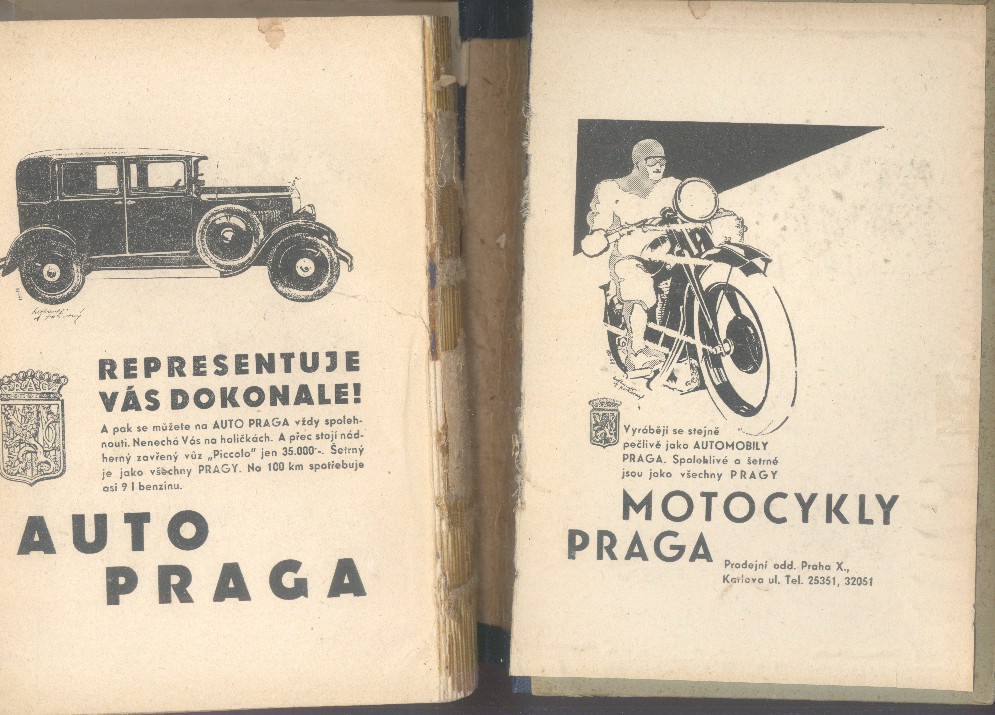 REPRESENTUJE
VÁS DOKONALE!
A pak se můžete na AUTO PRAGA vždy spoleh-
nouti. Nenechá Vás na holičkách. A přec stojí nád-
herný zavřený vůz „Piccolo" jen 35.000·-. Šetrný
je jako všechny PRAGY. Na 100 km spotřebuje
asi 9 l benzinu.
PRAGA
AUTO
PRAGA
Vyrábějí se stejně
pečlivě jako AUTOMOBILY
PRAGA. Spolehlivé a šetrné
jsou jako všechny PRAGY
MOTOCYKLY
PRAGA
Prodejní odd. Praha X.,
Karlova ul. Tel. 25351, 32051